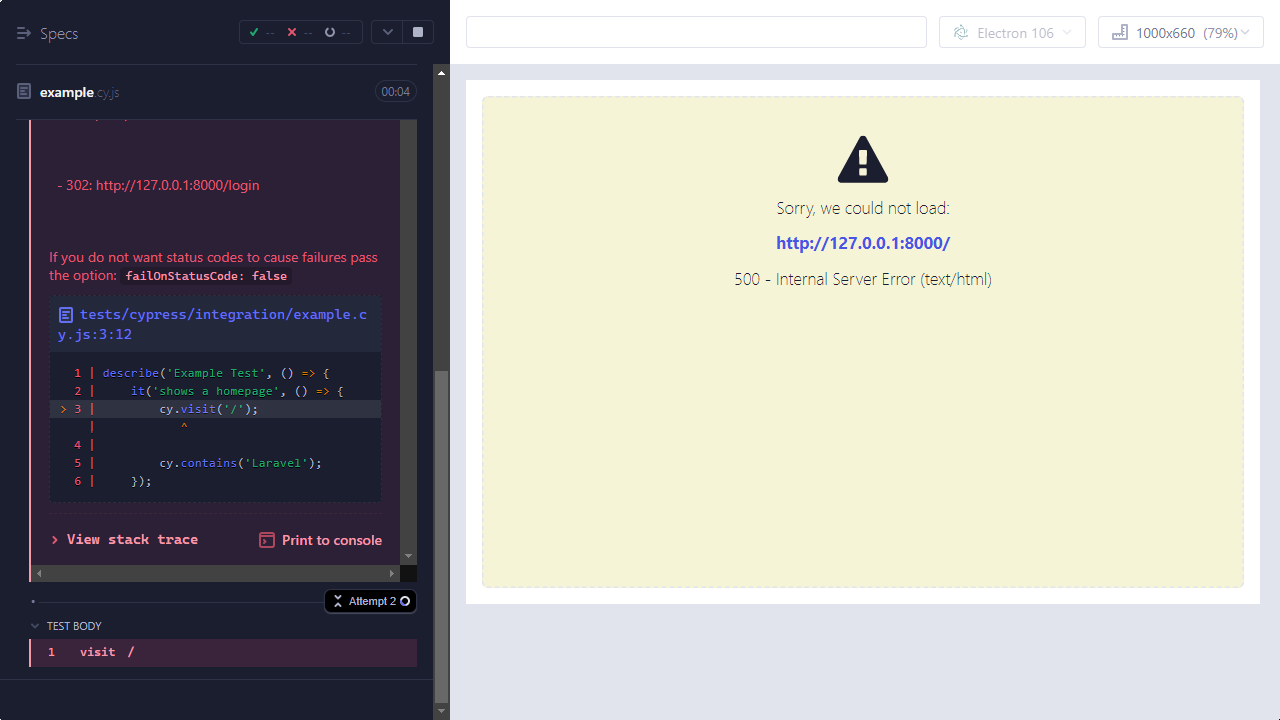 Specs
-- -- --
example.cy.js
00:04
- 302: http://127.0.0.1:8000/login
If you do not want status codes to cause failures pass
the option: failOnStatusCode: false
tests/cypress/integration/example.c
y.js:3:12
1 | describe('Example Test', () => {
2 |     it('shows a homepage', () => {
> 3 |         cy.visit('/');
|            ^
4 |
5 |         cy.contains('Laravel');
6 |     });
View stack trace
Print to console
Attempt 2
TEST BODY
1 visit /
Electron 106
1000x660 (79%)
Sorry, we could not load:
http://127.0.0.1:8000/
500 - Internal Server Error (text/html)